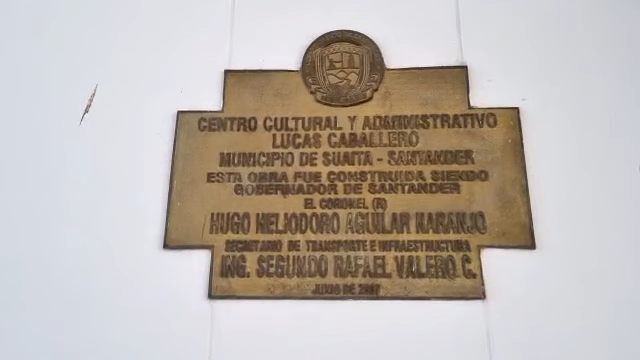 CENTRO CULTURAL Y ADMINISTRATIVO
LUCAS CABALLERO
MUNICIPIO DE SUAITA - SANTANDER
ESTA OBRA FUE CONSTRUIDA SIENDO
GOBERNADOR DE SANTANDER
EL CORONEL (R)
HUGO HELIODORO AGUILAR NARANJO
SECRETARIO DE TRANSPORTE E INFRAESTRUCTURA
ING. SEGUNDO RAFAEL VALERO C.
JUNIO DE 2007